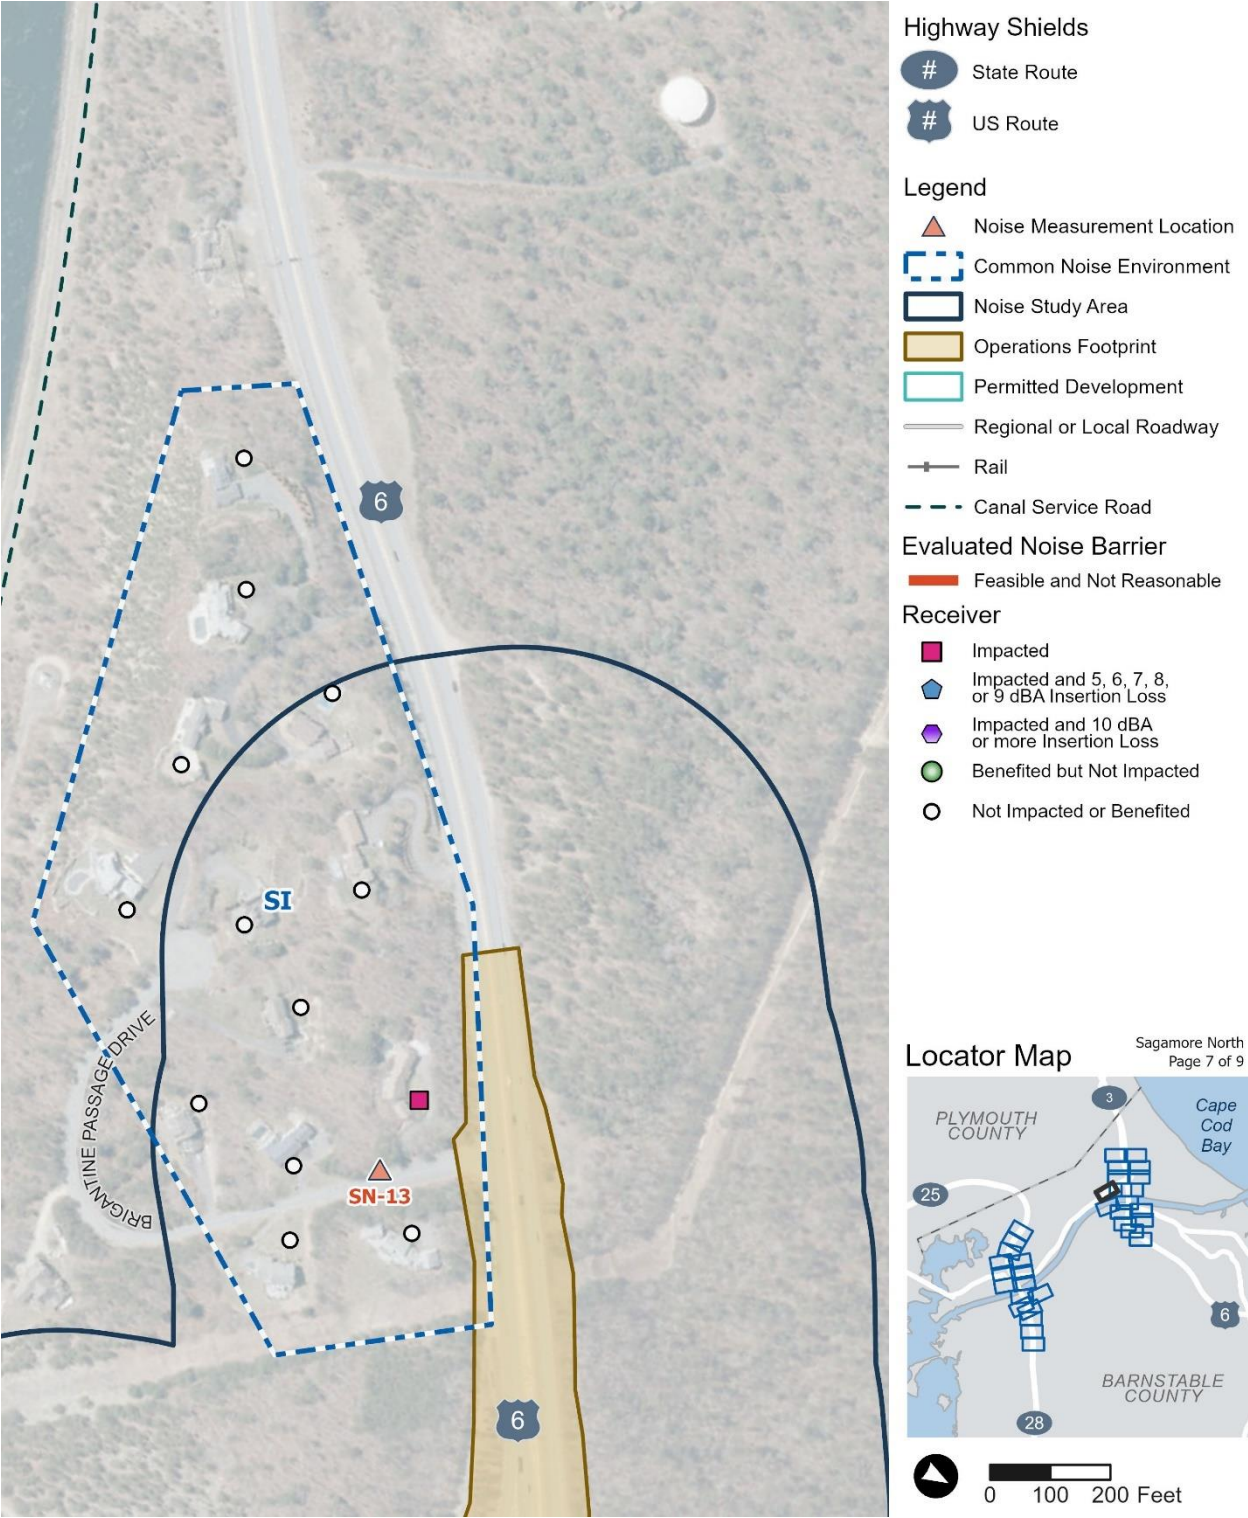 Highway Shields
# State Route
# US Route
Legend
Noise Measurement Location
Common Noise Environment
Noise Study Area
Operations Footprint
Permitted Development
Regional or Local Roadway
Rail
Canal Service Road
Evaluated Noise Barrier
Feasible and Not Reasonable
Receiver
Impacted
Impacted and 5, 6, 7, 8,
or 9 dBA Insertion Loss
Impacted and 10 dBA
or more Insertion Loss
Benefited but Not Impacted
Not Impacted or Benefited
6
SI
BRIGANTINE PASSAGE DRIVE
SN-13
6
Locator Map
Sagamore North
Page 7 of 9
3
PLYMOUTH
COUNTY
Cape
Cod
Bay
25
6
BARNSTABLE
COUNTY
28
0 100 200 Feet